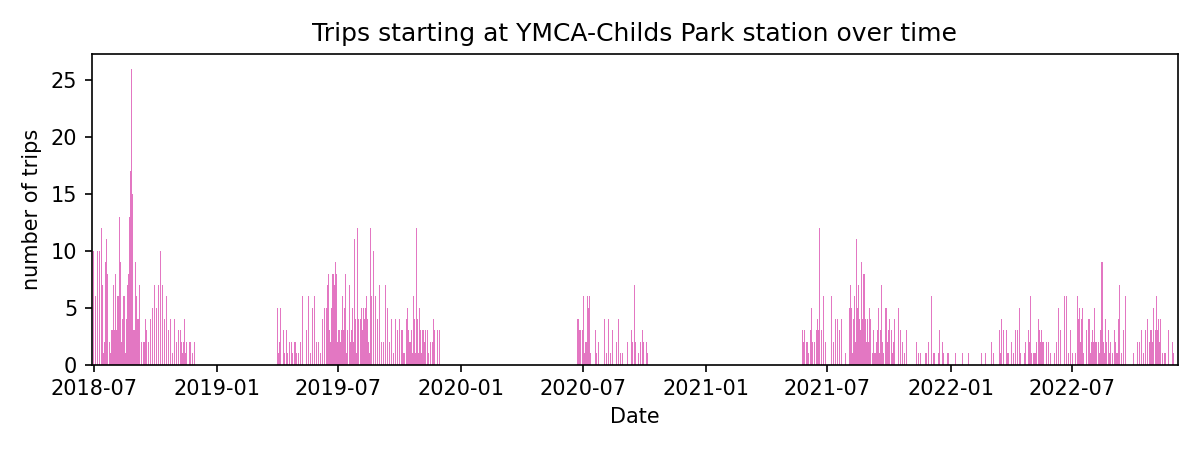 Trips starting at YMCA-Childs Park station over time
number of trips
25
20
15
10
5
0
2018-07 2019-01 2019-07 2020-01 2020-07 2021-01 2021-07 2022-01 2022-07
Date